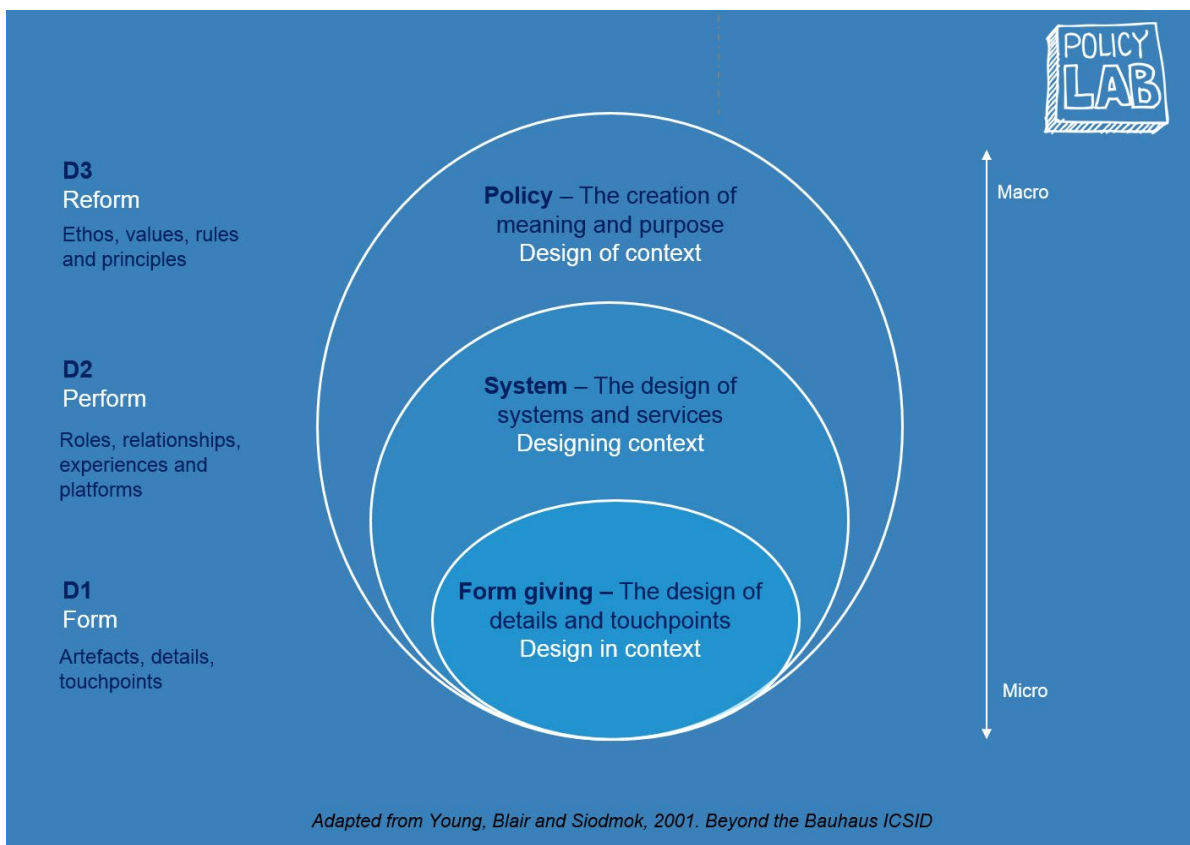 POLICY
LAB
D3
Reform
Ethos, values, rules
and principles
Policy – The creation of
meaning and purpose
Design of context
Macro
D2
Perform
Roles, relationships,
experiences and
platforms
System – The design of
systems and services
Designing context
D1
Form
Artefacts, details,
touchpoints
Form giving – The design of
details and touchpoints
Design in context
Micro
Adapted from Young, Blair and Siodmok, 2001. Beyond the Bauhaus ICSID